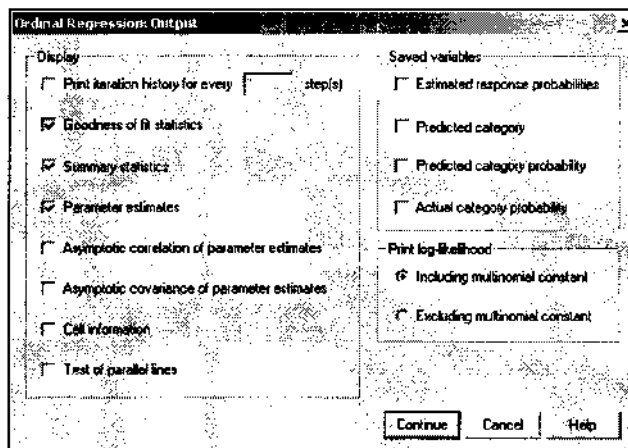 Ordinal Regression: Output
Display
Print iteration history for every 1 step(s)
Goodness of fit statistics
Summary statistics
Parameter estimates
Asymptotic correlation of parameter estimates
Asymptotic covariance of parameter estimates
Cell information
Test of parallel lines
Saved variables
Estimated response probabilities
Predicted category
Predicted category probability
Actual category probability
Print log-likelihood
Including multinomial constant
Excluding multinomial constant
Continue
Cancel
Help